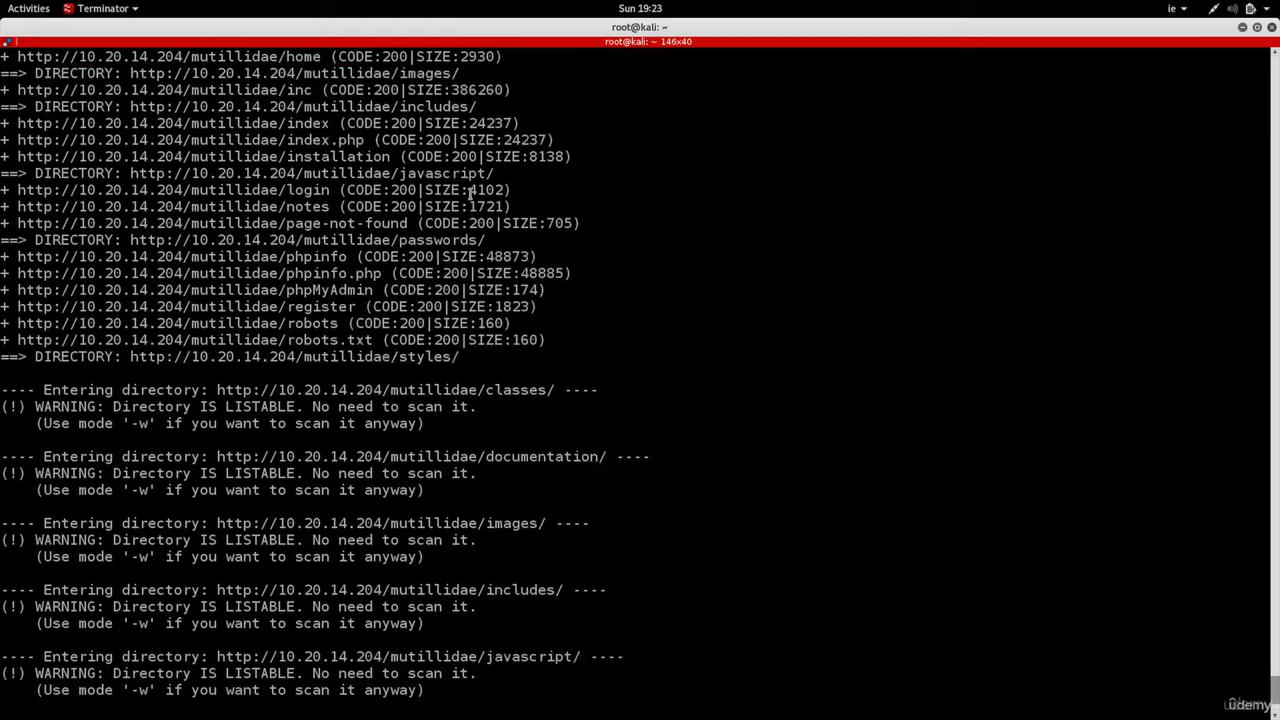 Activities Terminator Sun 19:23 ie
root@kali: ~
root@kali: ~ 146x40
+ http://10.20.14.204/mutillidae/home (CODE:200|SIZE:2930)
==> DIRECTORY: http://10.20.14.204/mutillidae/images/
+ http://10.20.14.204/mutillidae/inc (CODE:200|SIZE:386260)
==> DIRECTORY: http://10.20.14.204/mutillidae/includes/
+ http://10.20.14.204/mutillidae/index (CODE:200|SIZE:24237)
+ http://10.20.14.204/mutillidae/index.php (CODE:200|SIZE:24237)
+ http://10.20.14.204/mutillidae/installation (CODE:200|SIZE:8138)
==> DIRECTORY: http://10.20.14.204/mutillidae/javascript/
+ http://10.20.14.204/mutillidae/login (CODE:200|SIZE:4102)
+ http://10.20.14.204/mutillidae/notes (CODE:200|SIZE:1721)
+ http://10.20.14.204/mutillidae/page-not-found (CODE:200|SIZE:705)
==> DIRECTORY: http://10.20.14.204/mutillidae/passwords/
+ http://10.20.14.204/mutillidae/phpinfo (CODE:200|SIZE:48873)
+ http://10.20.14.204/mutillidae/phpinfo.php (CODE:200|SIZE:48885)
+ http://10.20.14.204/mutillidae/phpMyAdmin (CODE:200|SIZE:174)
+ http://10.20.14.204/mutillidae/register (CODE:200|SIZE:1823)
+ http://10.20.14.204/mutillidae/robots (CODE:200|SIZE:160)
+ http://10.20.14.204/mutillidae/robots.txt (CODE:200|SIZE:160)
==> DIRECTORY: http://10.20.14.204/mutillidae/styles/
---- Entering directory: http://10.20.14.204/mutillidae/classes/ ----
(!) WARNING: Directory IS LISTABLE. No need to scan it.
(Use mode '-w' if you want to scan it anyway)
---- Entering directory: http://10.20.14.204/mutillidae/documentation/ ----
(!) WARNING: Directory IS LISTABLE. No need to scan it.
(Use mode '-w' if you want to scan it anyway)
---- Entering directory: http://10.20.14.204/mutillidae/images/ ----
(!) WARNING: Directory IS LISTABLE. No need to scan it.
(Use mode '-w' if you want to scan it anyway)
---- Entering directory: http://10.20.14.204/mutillidae/includes/ ----
(!) WARNING: Directory IS LISTABLE. No need to scan it.
(Use mode '-w' if you want to scan it anyway)
---- Entering directory: http://10.20.14.204/mutillidae/javascript/ ----
(!) WARNING: Directory IS LISTABLE. No need to scan it.
(Use mode '-w' if you want to scan it anyway)
ûdemy